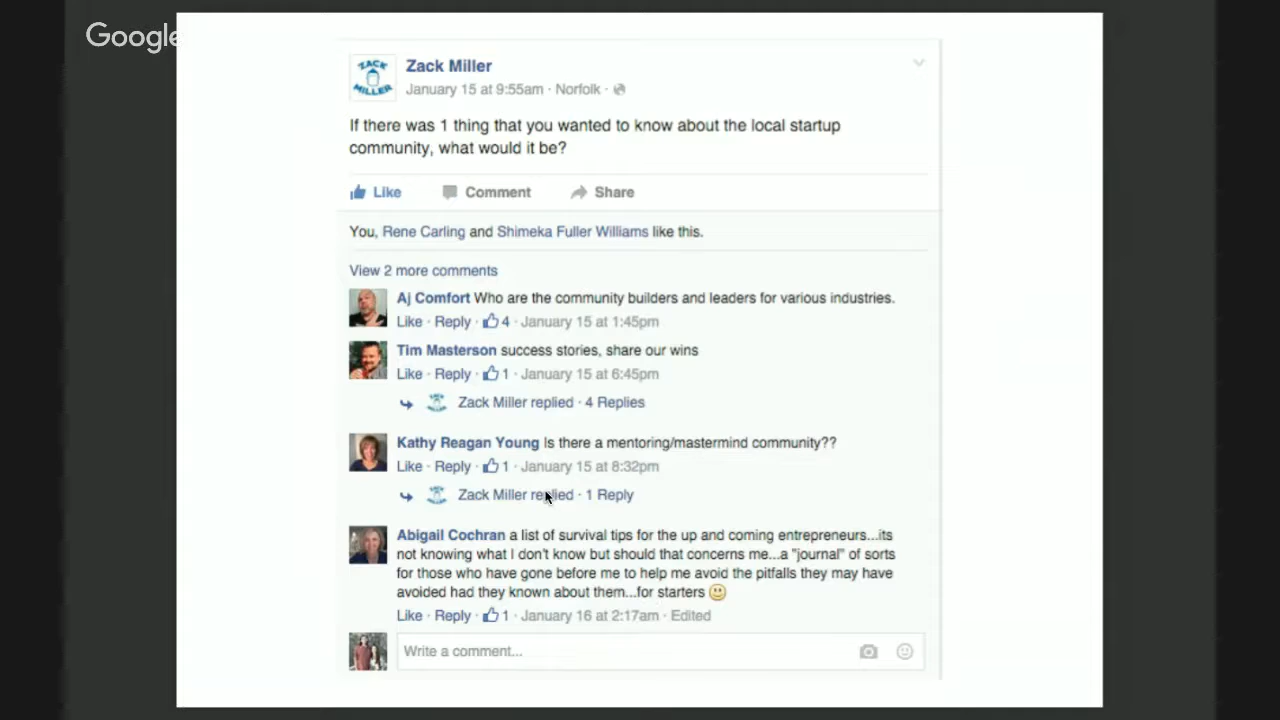 Google
ZACK
MILLER
Zack Miller
January 15 at 9:55am · Norfolk ·
If there was 1 thing that you wanted to know about the local startup
community, what would it be?
Like Comment Share
You, Rene Carling and Shimeka Fuller Williams like this.
View 2 more comments
Aj Comfort Who are the community builders and leaders for various industries.
Like · Reply · 4 · January 15 at 1:45pm
Tim Masterson success stories, share our wins
Like · Reply · 1 · January 15 at 6:45pm
Zack Miller replied · 4 Replies
Kathy Reagan Young Is there a mentoring/mastermind community??
Like · Reply · 1 · January 15 at 8:32pm
Zack Miller replied · 1 Reply
Abigail Cochran a list of survival tips for the up and coming entrepreneurs...its
not knowing what I don't know but should that concerns me...a "journal" of sorts
for those who have gone before me to help me avoid the pitfalls they may have
avoided had they known about them...for starters
Like · Reply · 1 · January 16 at 2:17am · Edited
Write a comment...